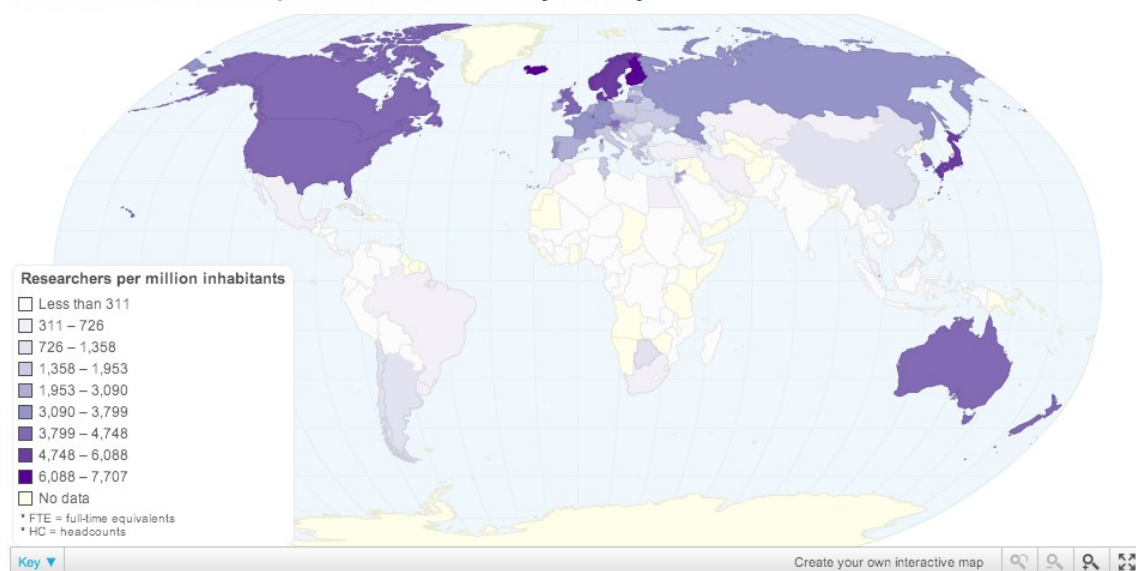 Researchers per million inhabitants
Less than 311
311 – 726
726 – 1,358
1,358 – 1,953
1,953 – 3,090
3,090 – 3,799
3,799 – 4,748
4,748 – 6,088
6,088 – 7,707
No data
* FTE = full-time equivalents
* HC = headcounts
Key ▼
Create your own interactive map